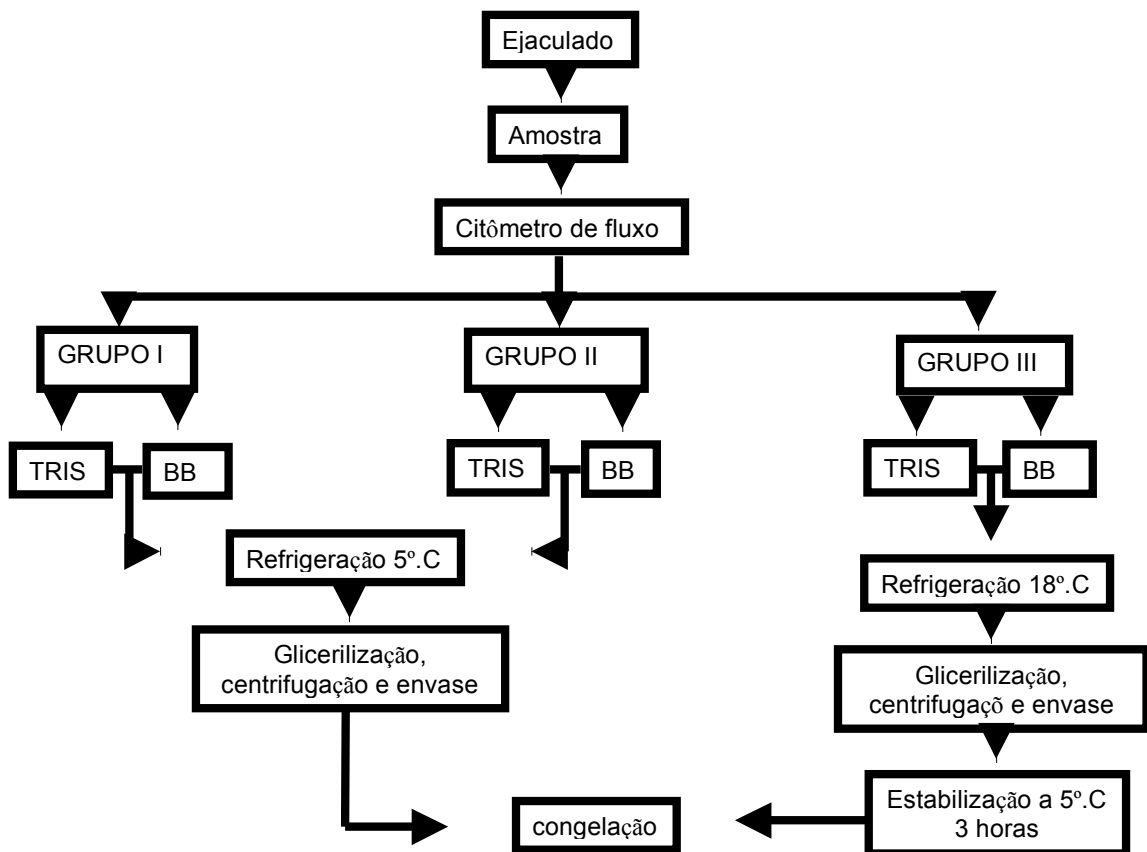 Ejaculado
Amostra
Citômetro de fluxo
GRUPO I
GRUPO II
GRUPO III
TRIS
BB
TRIS
BB
TRIS
BB
Refrigeração 5º.C
Refrigeração 18º.C
Glicerilização,
centrifugação e envase
Glicerilização,
centrifugaçõ e envase
Estabilização a 5º.C
3 horas
congelação